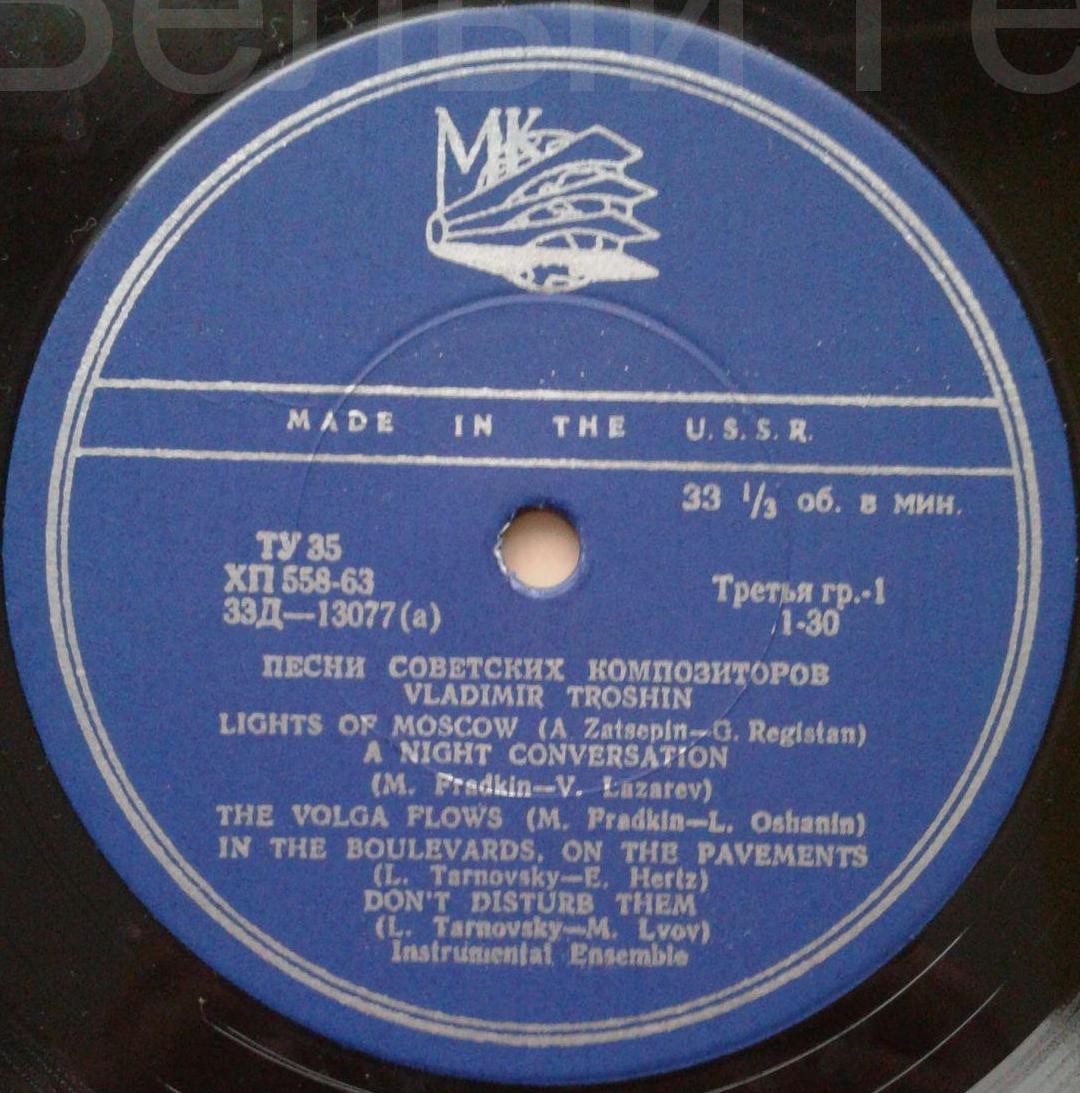 Белый Ге
МК
MADE IN THE U.S.S.R.
33 1/3 об. в мин.
ТУ 35
ХП 558-63
33Д—13077(а)
Третья гр.-1
1-30
ПЕСНИ СОВЕТСКИХ КОМПОЗИТОРОВ
VLADIMIR TROSHIN
LIGHTS OF MOSCOW (A. Zatsepin—G. Registan)
A NIGHT CONVERSATION
(M. Fradkin—V. Lazarev)
THE VOLGA FLOWS (M. Fradkin—L. Oshanin)
IN THE BOULEVARDS, ON THE PAVEMENTS
(L. Tarnovsky—E. Hertz)
DON'T DISTURB THEM
(L. Tarnovsky—M. Lvov)
Instrumental Ensemble